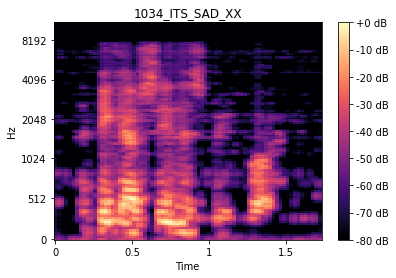 1034_ITS_SAD_XX
+0 dB
8192
-10 dB
4096
-20 dB
-30 dB
2048
Hz
-40 dB
1024
-50 dB
512
-60 dB
-70 dB
0
-80 dB
0
0.5
1
1.5
Time